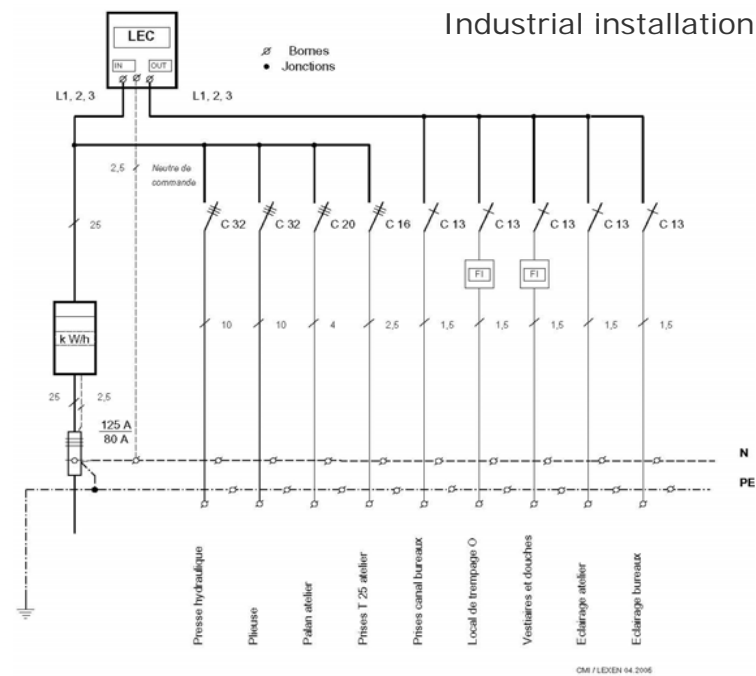 Industrial installation
LEC
IN
OUT
Bornes
Jonctions
L1, 2, 3
L1, 2, 3
2,5
Neutre de
commande
25
C 32
C 32
C 20
C 16
C 13
C 13
C 13
C 13
C 13
FI
FI
k W/h
10
10
4
2,5
1,5
1,5
1,5
1,5
1,5
25
2,5
125 A
80 A
N
PE
Presse hydraulique
Plieuse
Palan atelier
Prises T 25 atelier
Prises canal bureaux
Local de trempage O
Vestiaires et douches
Eclairage atelier
Eclairage bureaux
CMI / LEXEN 04.2005